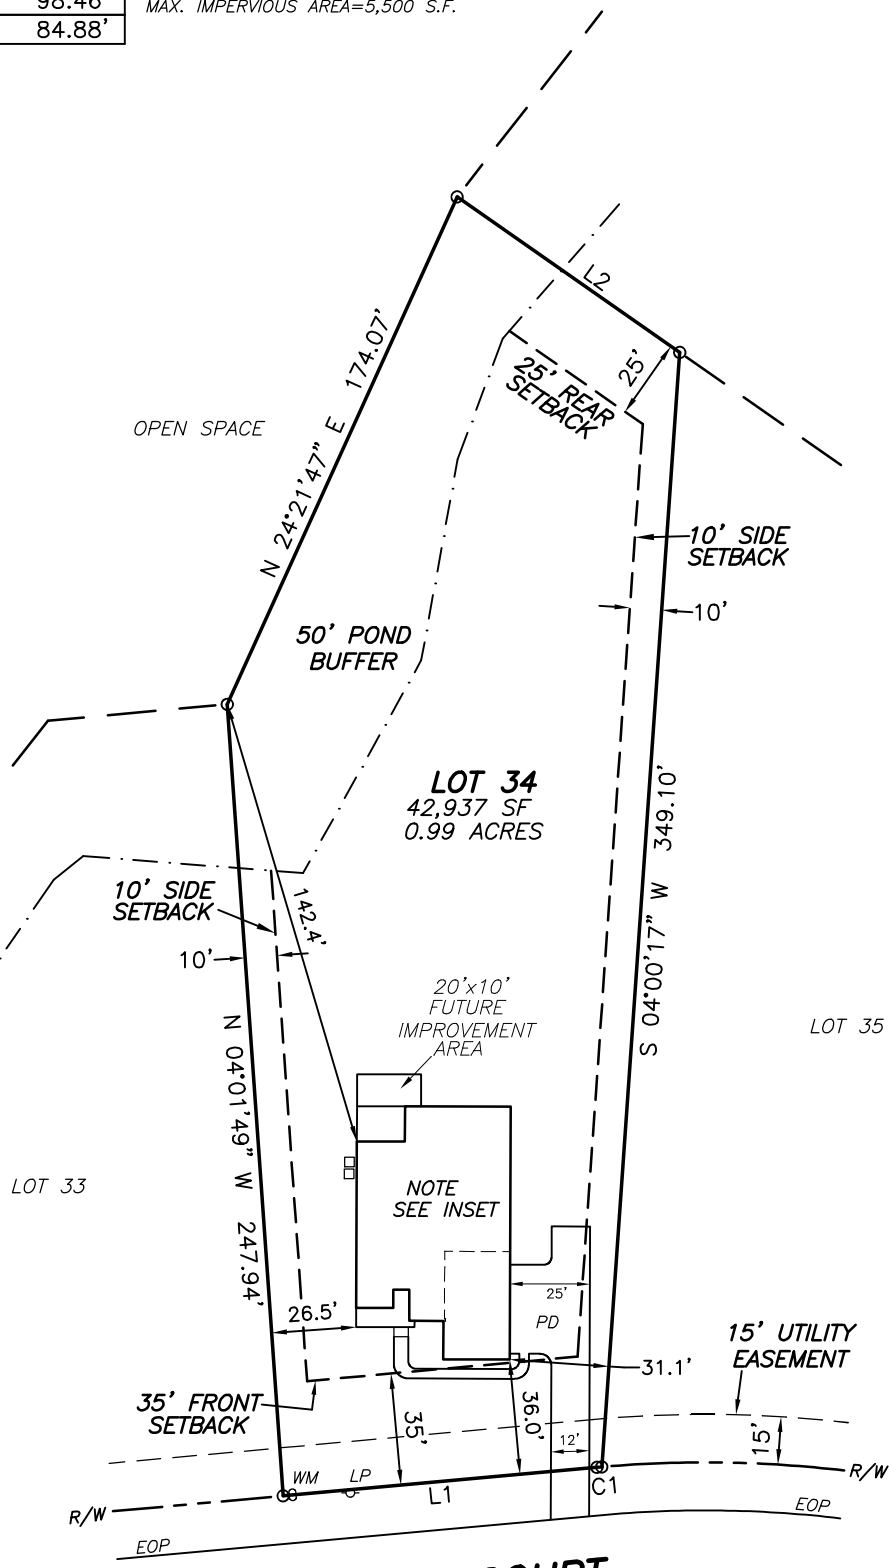 84.88'
MAX. IMPERVIOUS AREA=5,500 S.F.
L2
25'
25' REAR
SETBACK
N 24°21'47" E 174.07'
OPEN SPACE
10' SIDE
SETBACK
10'
50' POND
BUFFER
LOT 34
42,937 SF
0.99 ACRES
S 04°00'17" W 349.10'
10' SIDE
SETBACK
142.4'
10'
20'x10'
FUTURE
IMPROVEMENT
AREA
LOT 35
N 04°01'49" W 247.94'
LOT 33
NOTE
SEE INSET
25'
PD
26.5'
15' UTILITY
EASEMENT
31.1'
35' FRONT
SETBACK
35'
36.0'
12'
15'
WM
LP
L1
C1
R/W
R/W
EOP
EOP